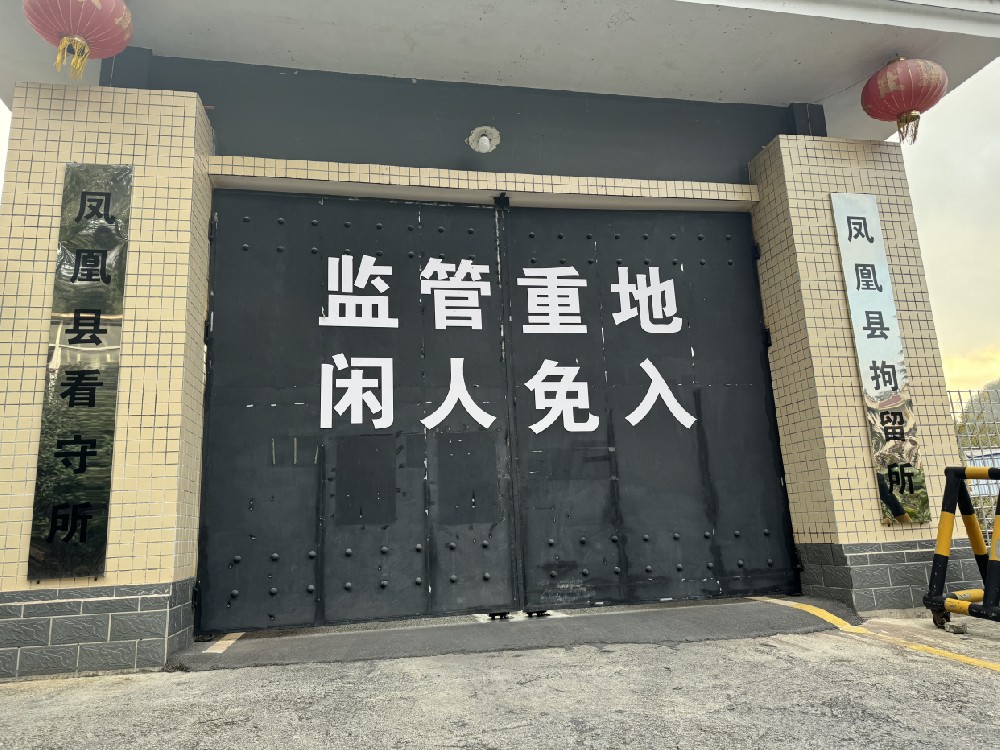 凤凰县看守所
监管重地
闲人免入
凤凰县拘留所